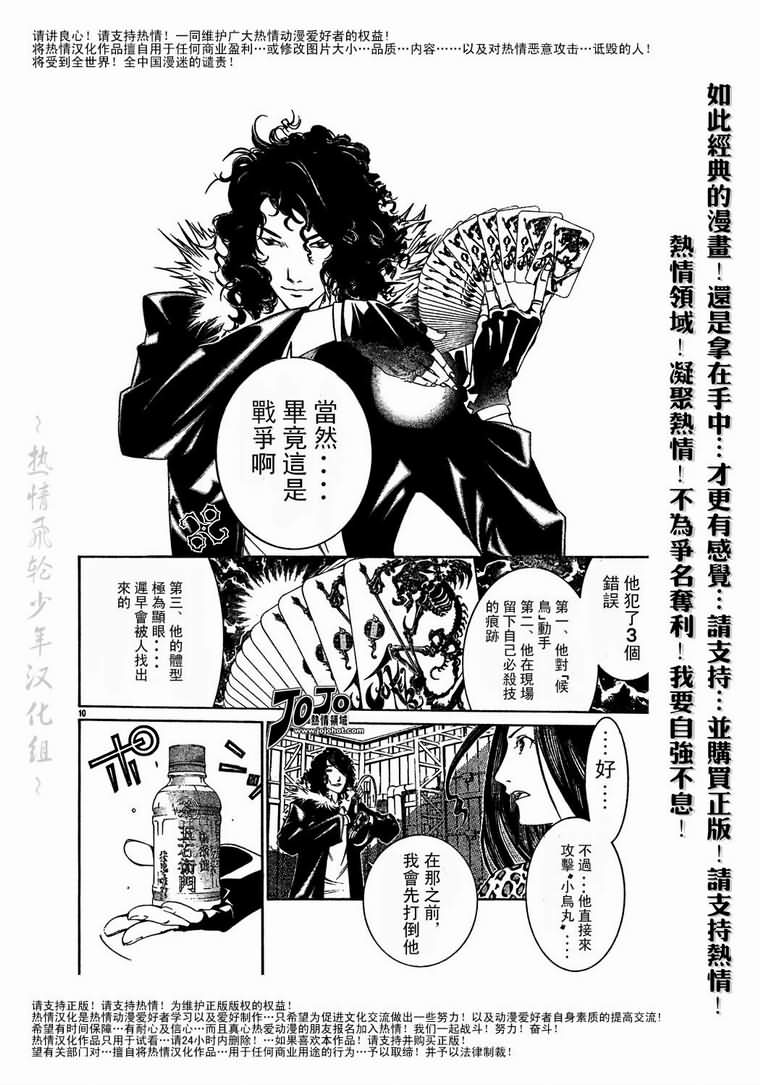 请讲良心！请支持热情！一同维护广大热情动漫爱好者的权益！
将热情汉化作品擅自用于任何商业盈利…或修改图片大小…品质…内容……以及对热情恶意攻击…诋毁的人！
将受到全世界！全中国漫迷的谴责！
如此經典的漫畫！還是拿在手中…才更有感覺…請支持…並購買正版！請支持熱情！
熱情領域！凝聚熱情！不為爭名奪利！我要自強不息！
~热情飛轮少年汉化组~
當然‥‥
畢竟這是
戰爭啊
他犯了3個
錯誤
第一、他對「候
鳥」動手
第二、他在現場
留下自己必殺技
的痕跡
第三、他的體型
極為顯眼‥‥
遲早會被人找出
來的
10
JOJO
熱情領域
www.jojohot.com
‥‥好‥‥
不過‥‥他直接來
攻擊"小烏丸"‥‥
在那之前，
我會先打倒他
ポン
右衛門
请支持正版！请支持热情！为维护正版版权的权益！
热情汉化是热情动漫爱好者学习以及爱好制作…只希望为促进文化交流做出一些努力！以及动漫爱好者自身素质的提高交流！
希望有时间保障…有耐心及信心…而且真心热爱动漫的朋友报名加入热情！我们一起战斗！努力！奋斗！
热情汉化作品只用于试看…请24小时内删除！…如果喜欢本作品！请支持并购买正版！
望有关部门对…擅自将热情汉化作品…用于任何商业用途的行为…予以取缔！并予以法律制裁！